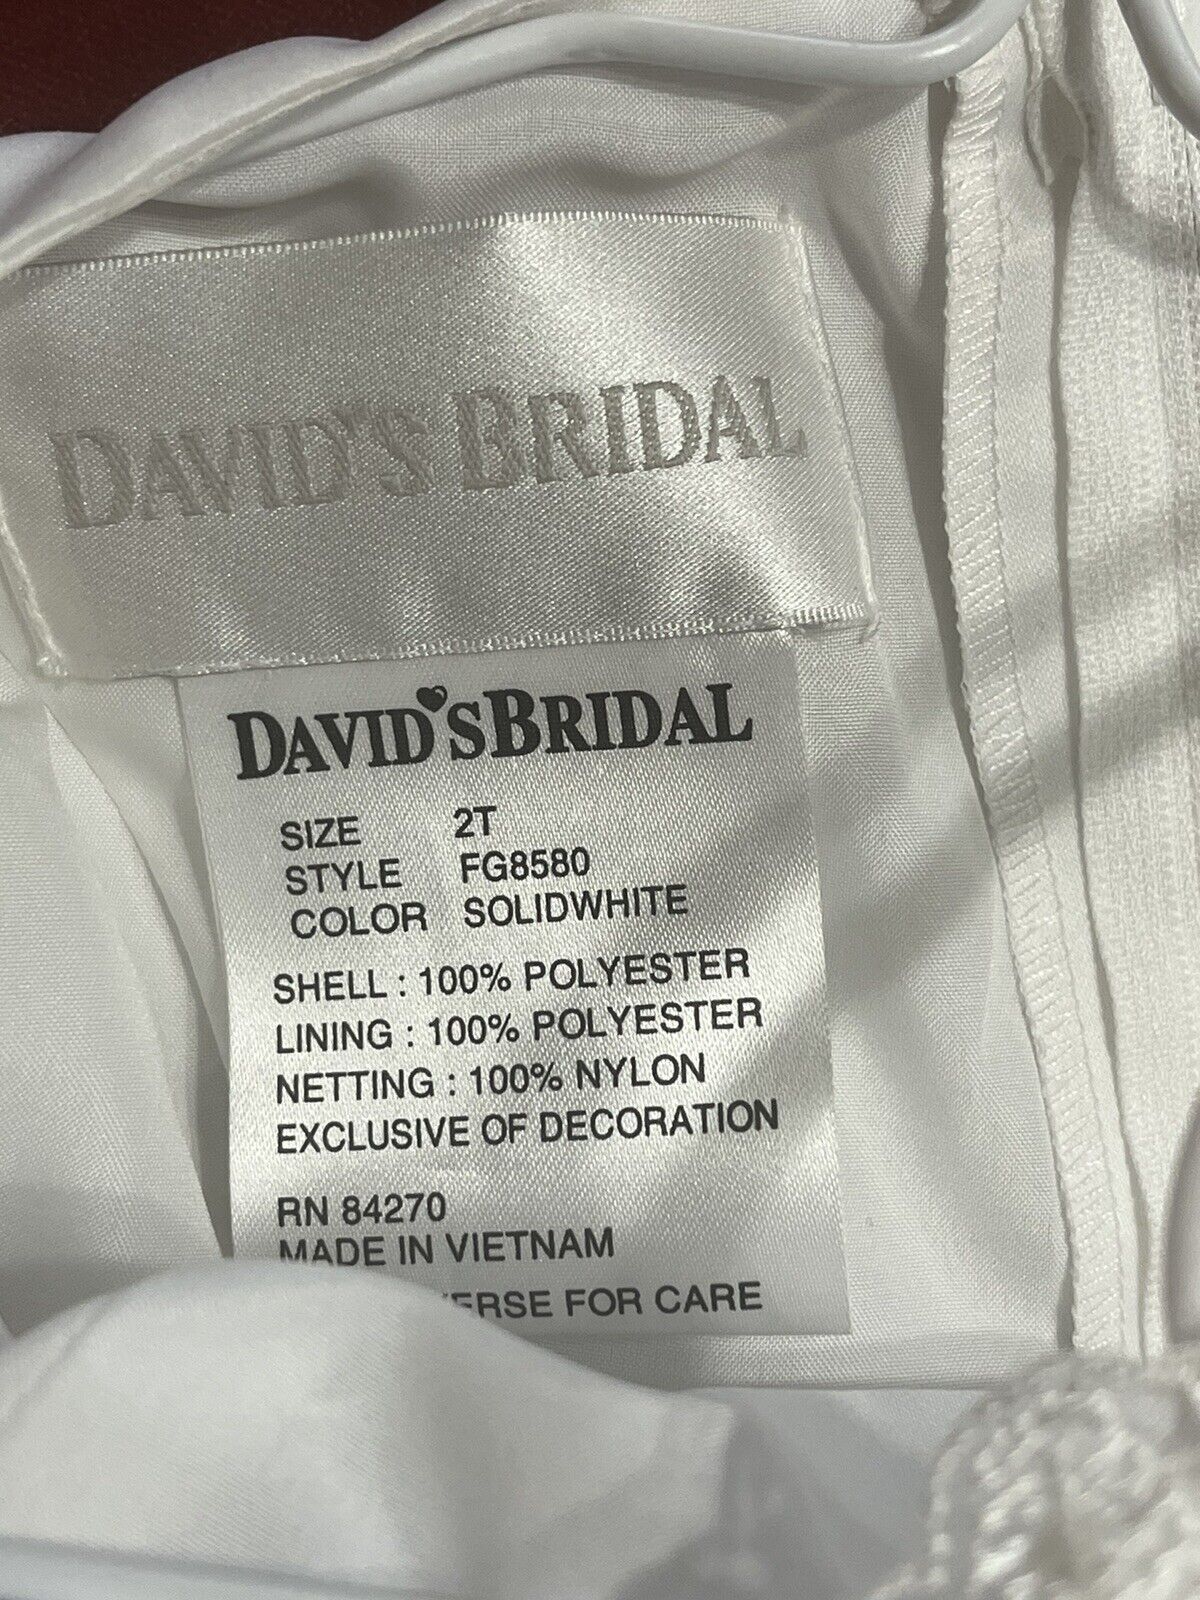 DAVID'S BRIDAL
DAVID'S BRIDAL
SIZE 2T
STYLE FG8580
COLOR SOLIDWHITE
SHELL : 100% POLYESTER
LINING : 100% POLYESTER
NETTING : 100% NYLON
EXCLUSIVE OF DECORATION
RN 84270
MADE IN VIETNAM
FOR CARE